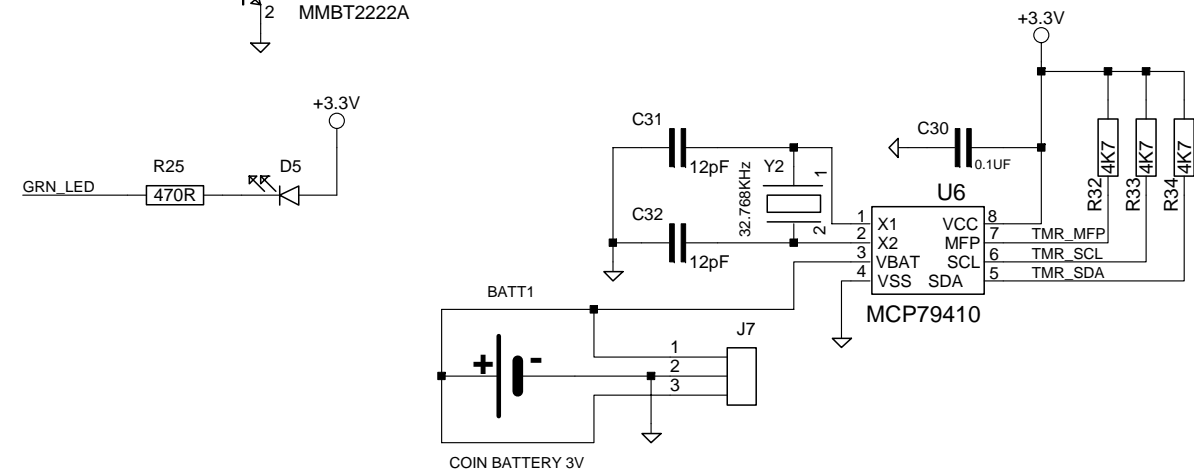 2 MMBT2222A
+3.3V
+3.3V
C31
12pF
C30
0.1UF
R25
D5
GRN_LED
470R
Y2
32.768KHz
1
2
4K7
4K7
4K7
R32
R33
R34
C32
12pF
U6
1 X1 VCC 8
2 X2 MFP 7 TMR_MFP
3 VBAT SCL 6 TMR_SCL
4 VSS SDA 5 TMR_SDA
MCP79410
BATT1
J7
+ -
1
2
3
COIN BATTERY 3V